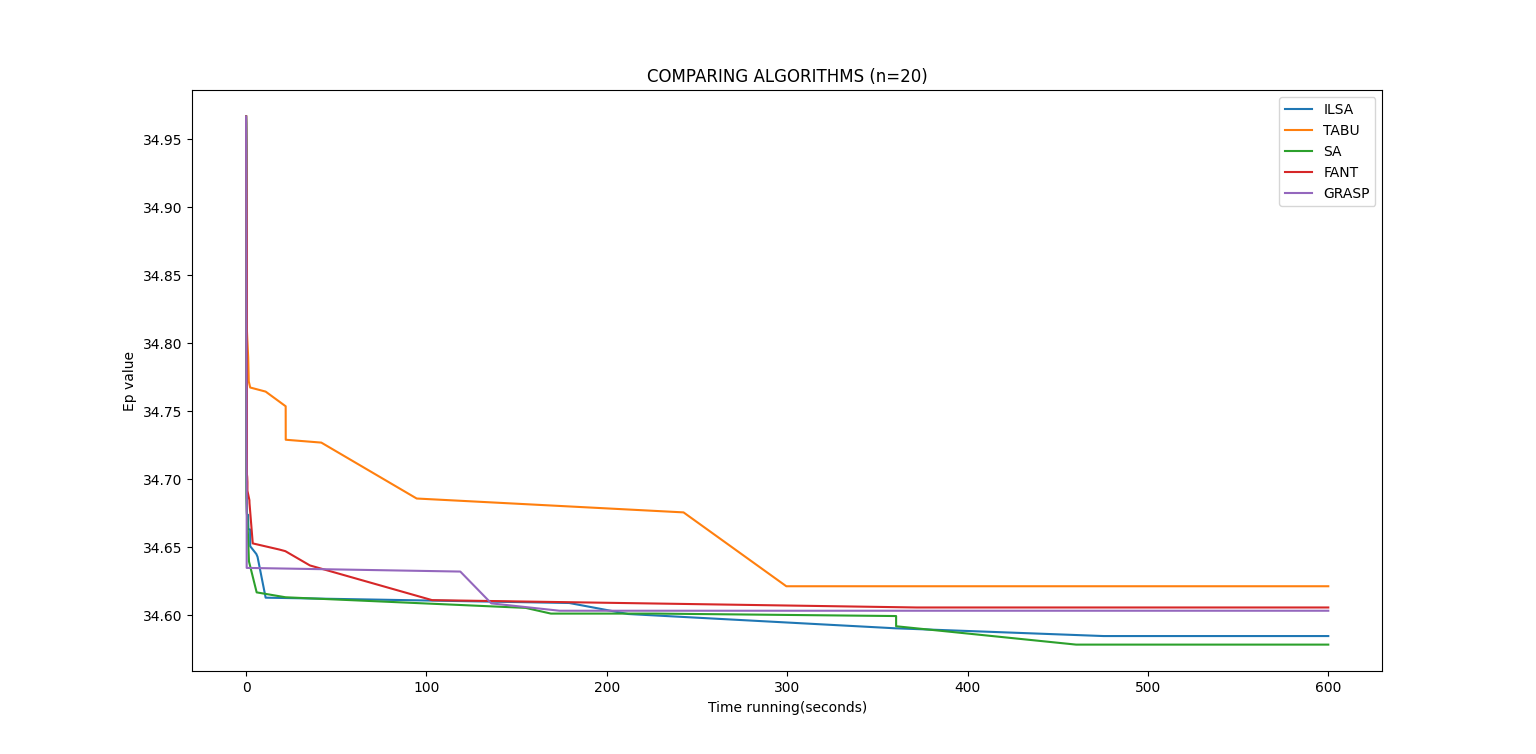 COMPARING ALGORITHMS (n=20)
ILSA
TABU
SA
FANT
GRASP
34.95
34.90
34.85
34.80
34.75
34.70
34.65
34.60
Ep value
0 100 200 300 400 500 600
Time running(seconds)